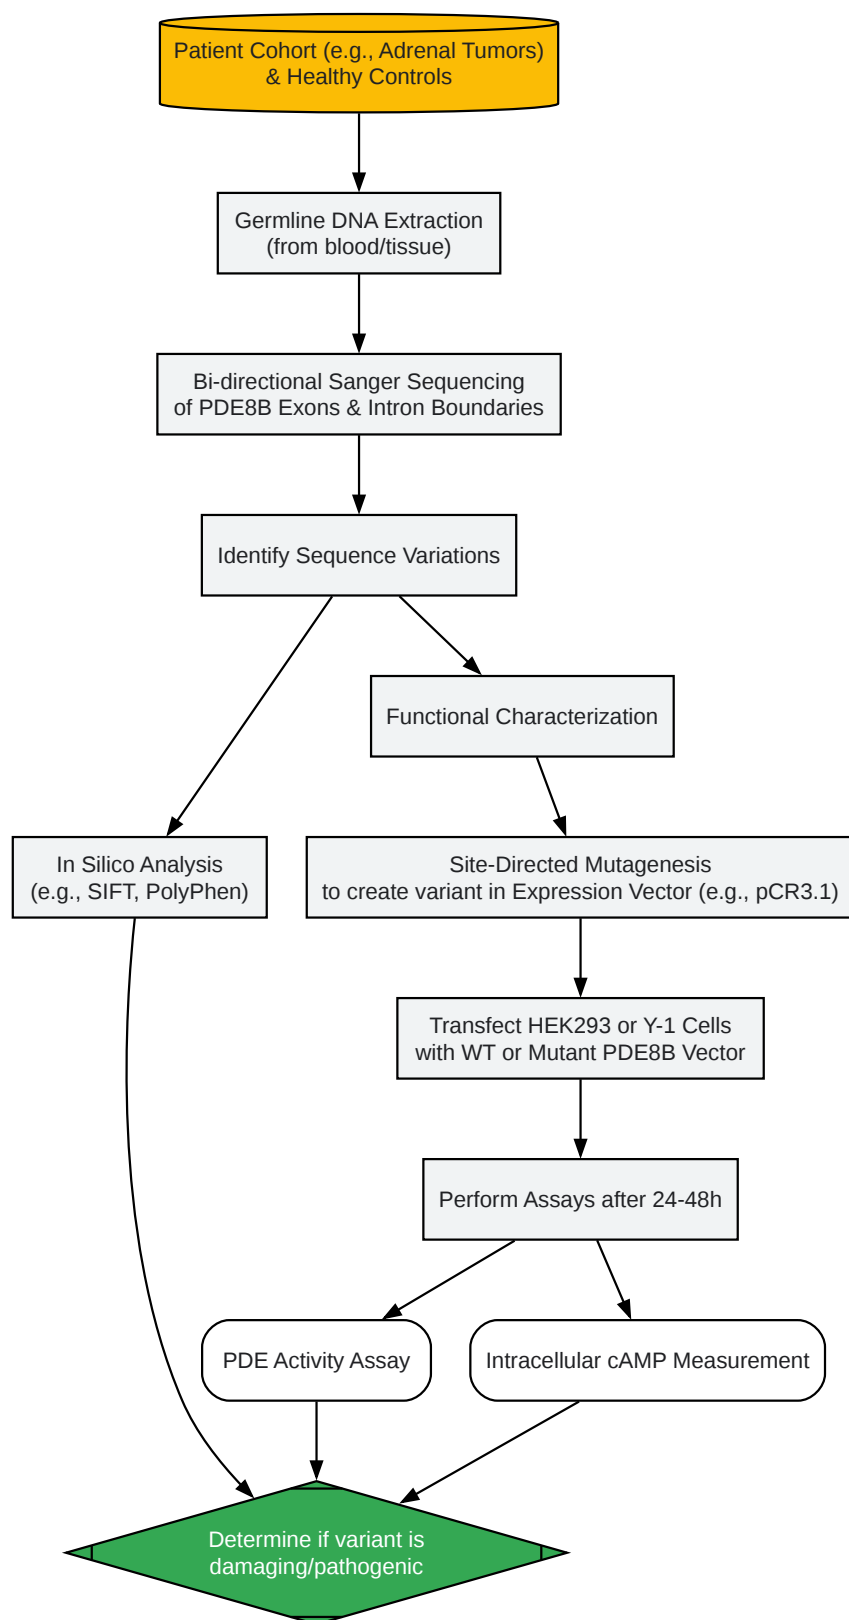 Patient Cohort (e.g., Adrenal Tumors)
& Healthy Controls
Germline DNA Extraction
(from blood/tissue)
Bi-directional Sanger Sequencing
of PDE8B Exons & Intron Boundaries
Identify Sequence Variations
Functional Characterization
In Silico Analysis
(e.g., SIFT, PolyPhen)
Site-Directed Mutagenesis
to create variant in Expression Vector (e.g., pCR3.1)
Transfect HEK293 or Y-1 Cells
with WT or Mutant PDE8B Vector
Perform Assays after 24-48h
PDE Activity Assay
Intracellular cAMP Measurement
Determine if variant is
damaging/pathogenic